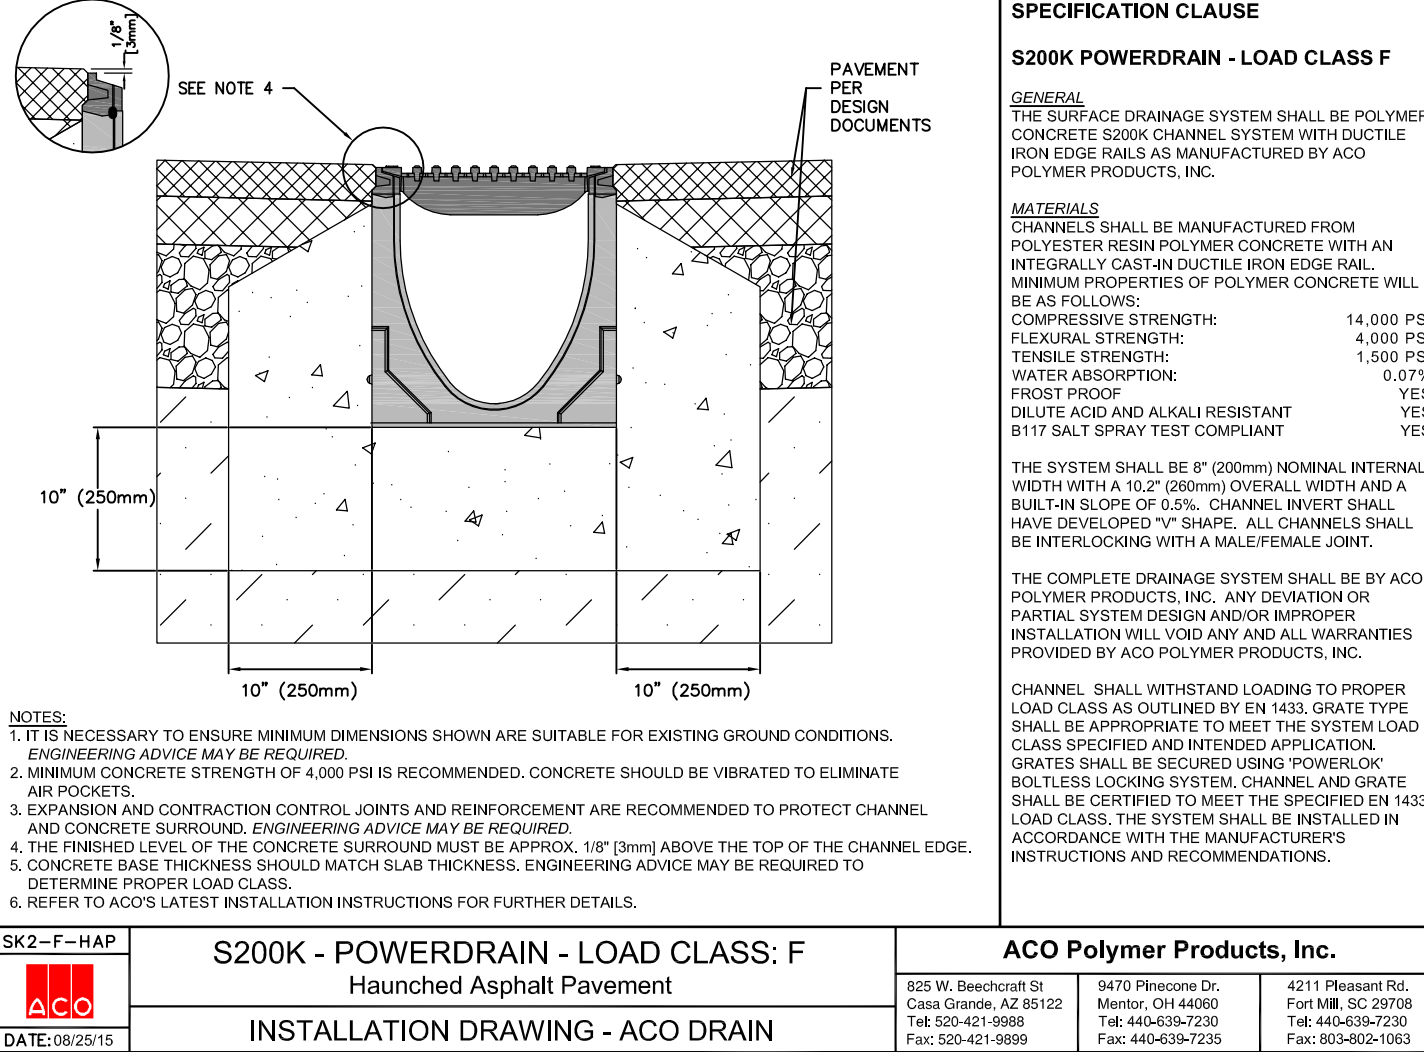 1/8"
[3mm]
SEE NOTE 4
PAVEMENT
PER
DESIGN
DOCUMENTS
10" (250mm)
10" (250mm)
10" (250mm)
NOTES:
1. IT IS NECESSARY TO ENSURE MINIMUM DIMENSIONS SHOWN ARE SUITABLE FOR EXISTING GROUND CONDITIONS.
ENGINEERING ADVICE MAY BE REQUIRED.
2. MINIMUM CONCRETE STRENGTH OF 4,000 PSI IS RECOMMENDED. CONCRETE SHOULD BE VIBRATED TO ELIMINATE
AIR POCKETS.
3. EXPANSION AND CONTRACTION CONTROL JOINTS AND REINFORCEMENT ARE RECOMMENDED TO PROTECT CHANNEL
AND CONCRETE SURROUND. ENGINEERING ADVICE MAY BE REQUIRED.
4. THE FINISHED LEVEL OF THE CONCRETE SURROUND MUST BE APPROX. 1/8" [3mm] ABOVE THE TOP OF THE CHANNEL EDGE.
5. CONCRETE BASE THICKNESS SHOULD MATCH SLAB THICKNESS. ENGINEERING ADVICE MAY BE REQUIRED TO
DETERMINE PROPER LOAD CLASS.
6. REFER TO ACO'S LATEST INSTALLATION INSTRUCTIONS FOR FURTHER DETAILS.
SPECIFICATION CLAUSE
S200K POWERDRAIN - LOAD CLASS F
GENERAL
THE SURFACE DRAINAGE SYSTEM SHALL BE POLYMER
CONCRETE S200K CHANNEL SYSTEM WITH DUCTILE
IRON EDGE RAILS AS MANUFACTURED BY ACO
POLYMER PRODUCTS, INC.
MATERIALS
CHANNELS SHALL BE MANUFACTURED FROM
POLYESTER RESIN POLYMER CONCRETE WITH AN
INTEGRALLY CAST-IN DUCTILE IRON EDGE RAIL.
MINIMUM PROPERTIES OF POLYMER CONCRETE WILL
BE AS FOLLOWS:
COMPRESSIVE STRENGTH: 14,000 PS
FLEXURAL STRENGTH: 4,000 PS
TENSILE STRENGTH: 1,500 PS
WATER ABSORPTION: 0.07%
FROST PROOF YES
DILUTE ACID AND ALKALI RESISTANT YES
B117 SALT SPRAY TEST COMPLIANT YES
THE SYSTEM SHALL BE 8" (200mm) NOMINAL INTERNAL
WIDTH WITH A 10.2" (260mm) OVERALL WIDTH AND A
BUILT-IN SLOPE OF 0.5%. CHANNEL INVERT SHALL
HAVE DEVELOPED "V" SHAPE. ALL CHANNELS SHALL
BE INTERLOCKING WITH A MALE/FEMALE JOINT.
THE COMPLETE DRAINAGE SYSTEM SHALL BE BY ACO
POLYMER PRODUCTS, INC. ANY DEVIATION OR
PARTIAL SYSTEM DESIGN AND/OR IMPROPER
INSTALLATION WILL VOID ANY AND ALL WARRANTIES
PROVIDED BY ACO POLYMER PRODUCTS, INC.
CHANNEL SHALL WITHSTAND LOADING TO PROPER
LOAD CLASS AS OUTLINED BY EN 1433. GRATE TYPE
SHALL BE APPROPRIATE TO MEET THE SYSTEM LOAD
CLASS SPECIFIED AND INTENDED APPLICATION.
GRATES SHALL BE SECURED USING 'POWERLOK'
BOLTLESS LOCKING SYSTEM. CHANNEL AND GRATE
SHALL BE CERTIFIED TO MEET THE SPECIFIED EN 1433
LOAD CLASS. THE SYSTEM SHALL BE INSTALLED IN
ACCORDANCE WITH THE MANUFACTURER'S
INSTRUCTIONS AND RECOMMENDATIONS.
SK2-F-HAP
ACO
DATE: 08/25/15
S200K - POWERDRAIN - LOAD CLASS: F
Haunched Asphalt Pavement
INSTALLATION DRAWING - ACO DRAIN
ACO Polymer Products, Inc.
825 W. Beechcraft St
Casa Grande, AZ 85122
Tel: 520-421-9988
Fax: 520-421-9899
9470 Pinecone Dr.
Mentor, OH 44060
Tel: 440-639-7230
Fax: 440-639-7235
4211 Pleasant Rd.
Fort Mill, SC 29708
Tel: 440-639-7230
Fax: 803-802-1063